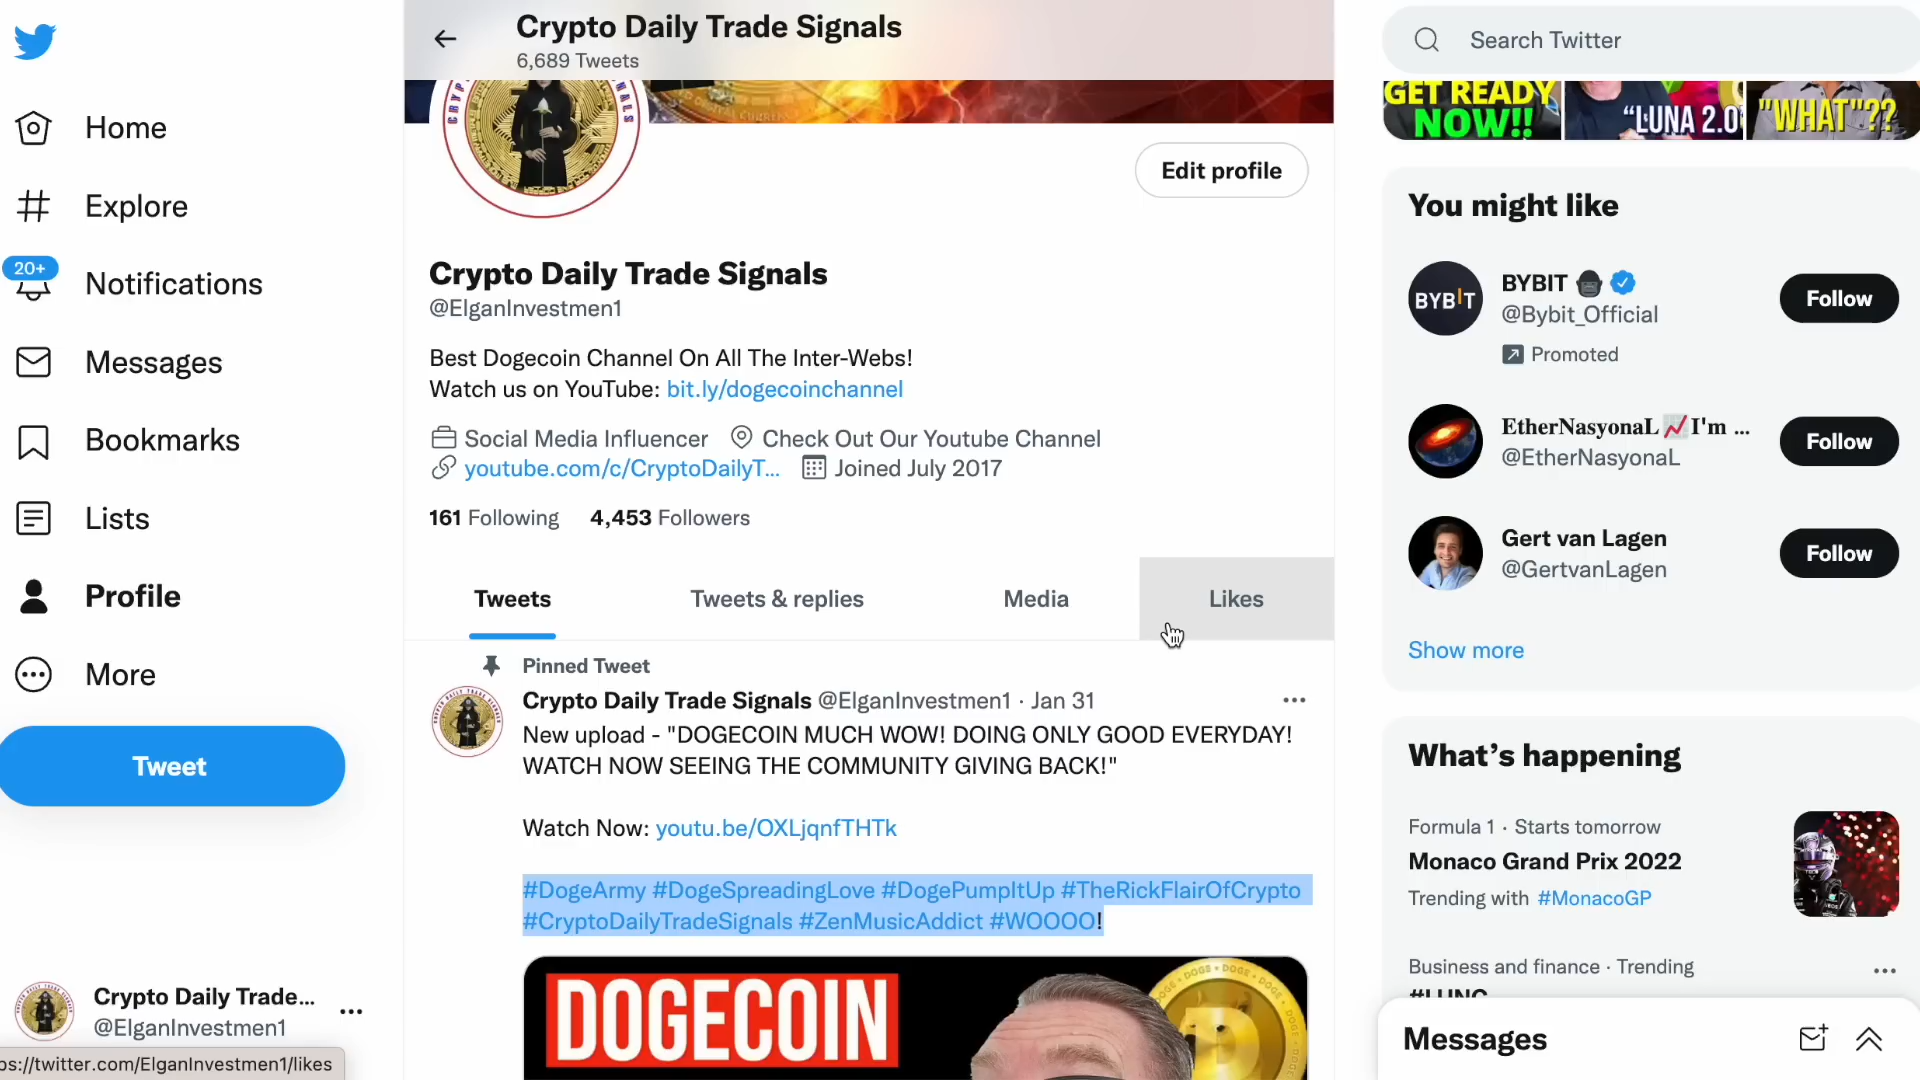 Home
Explore
20+
Notifications
Messages
Bookmarks
Lists
Profile
More
Tweet
Crypto Daily Trade...
@ElganInvestmen1
ps://twitter.com/ElganInvestmen1/likes
Crypto Daily Trade Signals
6,689 Tweets
Edit profile
Crypto Daily Trade Signals
@ElganInvestmen1
Best Dogecoin Channel On All The Inter-Webs!
Watch us on YouTube: bit.ly/dogecoinchannel
Social Media Influencer Check Out Our Youtube Channel
youtube.com/c/CryptoDailyT... Joined July 2017
161 Following 4,453 Followers
Tweets Tweets & replies Media Likes
Pinned Tweet
Crypto Daily Trade Signals @ElganInvestmen1 · Jan 31
New upload - "DOGECOIN MUCH WOW! DOING ONLY GOOD EVERYDAY!
WATCH NOW SEEING THE COMMUNITY GIVING BACK!"
Watch Now: youtu.be/OXLjqnfTHTk
#DogeArmy #DogeSpreadingLove #DogePumpItUp #TheRickFlairOfCrypto
#CryptoDailyTradeSignals #ZenMusicAddict #WOOOO!
DOGECOIN
Search Twitter
GET READY
NOW!!
"LUNA 2.0
"WHAT"??
You might like
BYBIT
BYBIT
@Bybit_Official
Promoted
Follow
EtherNasyonaL I'm ...
@EtherNasyonaL
Follow
Gert van Lagen
@GertvanLagen
Follow
Show more
What's happening
Formula 1 · Starts tomorrow
Monaco Grand Prix 2022
Trending with #MonacoGP
Business and finance · Trending
#LUNC
Messages